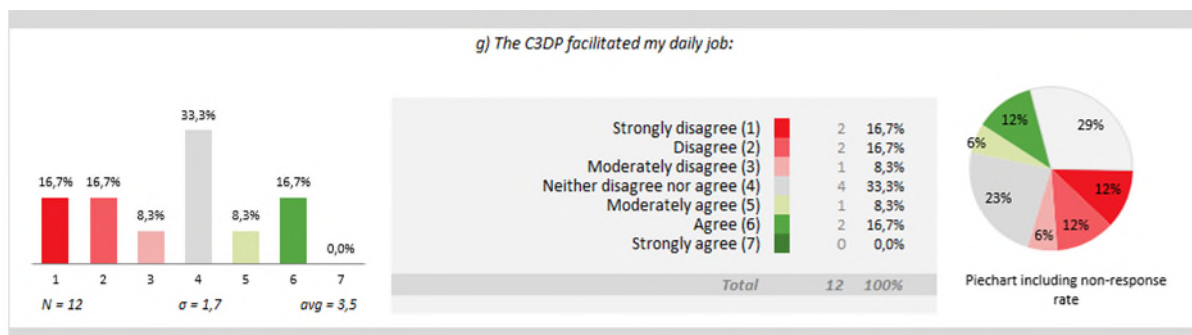 g) The C3DP facilitated my daily job:
33,3%
16,7%
16,7%
8,3%
8,3%
16,7%
0,0%
1 2 3 4 5 6 7
N = 12 σ = 1,7 avg = 3,5
Strongly disagree (1) 2 16,7%
Disagree (2) 2 16,7%
Moderately disagree (3) 1 8,3%
Neither disagree nor agree (4) 4 33,3%
Moderately agree (5) 1 8,3%
Agree (6) 2 16,7%
Strongly agree (7) 0 0,0%
Total 12 100%
12%
29%
6%
23%
12%
6%
12%
Piechart including non-response
rate